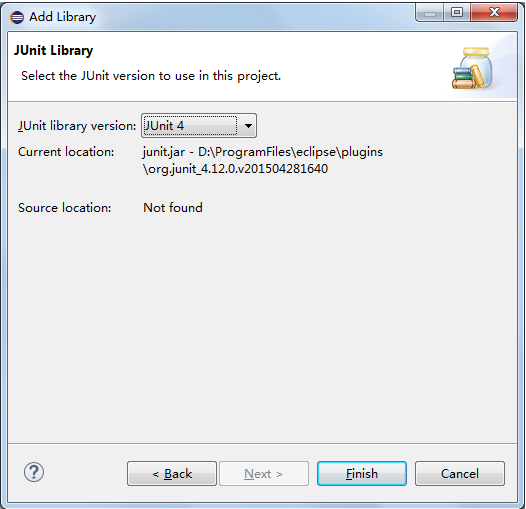 Add Library
JUnit Library
Select the JUnit version to use in this project.
JUnit library version: JUnit 4
Current location: junit.jar - D:\ProgramFiles\eclipse\plugins
\org.junit_4.12.0.v201504281640
Source location: Not found
? < Back Next > Finish Cancel